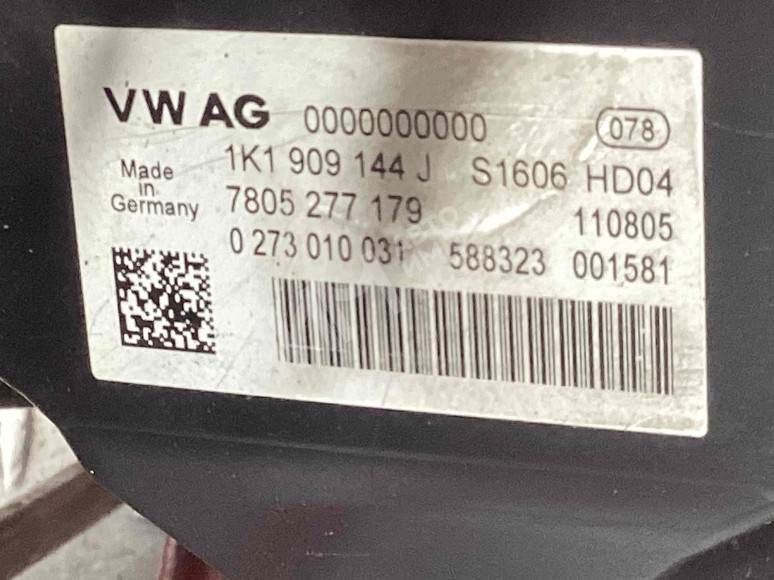 VW AG 0000000000 078
1K1 909 144 J S1606 HD04
Made
in
Germany
7805 277 179 110805
0 273 010 031 588323 001581